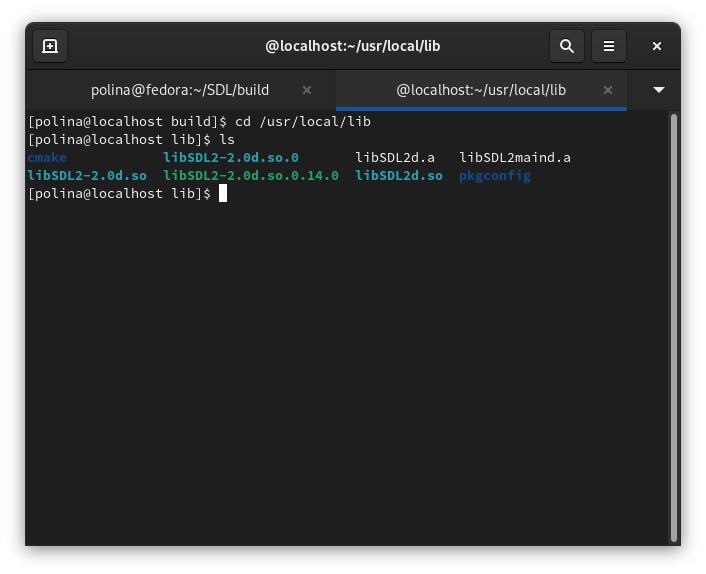 @localhost:~/usr/local/lib
polina@fedora:~/SDL/build
@localhost:~/usr/local/lib
[polina@localhost build]$ cd /usr/local/lib
[polina@localhost lib]$ ls
cmake libSDL2-2.0d.so.0 libSDL2d.a libSDL2maind.a
libSDL2-2.0d.so libSDL2-2.0d.so.0.14.0 libSDL2d.so pkgconfig
[polina@localhost lib]$